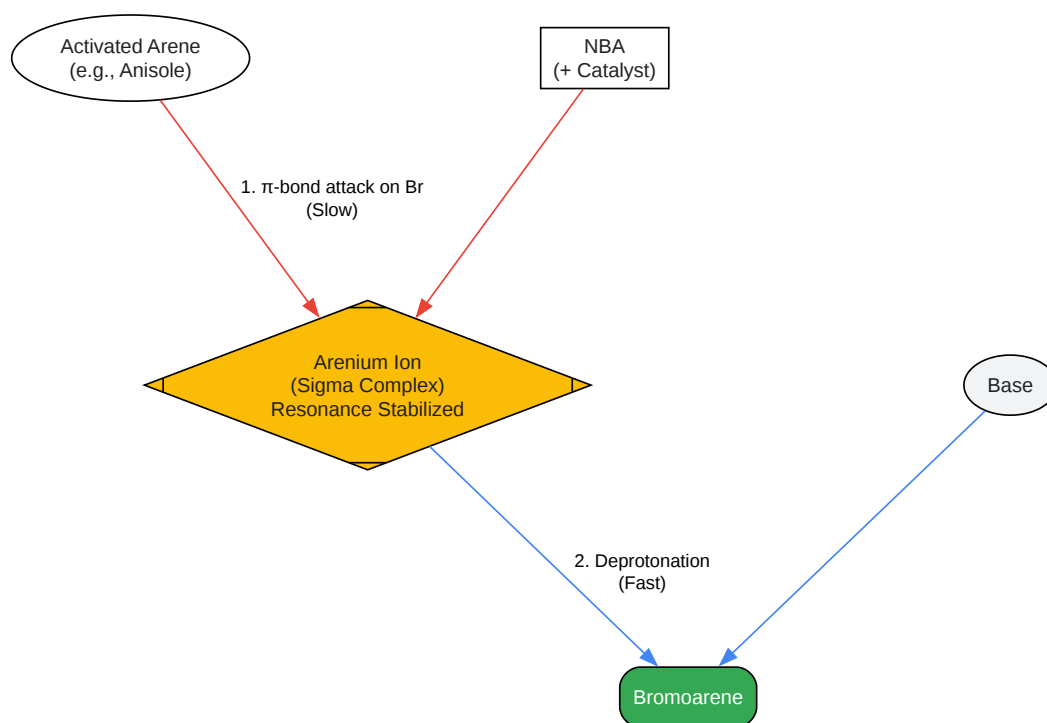 Activated Arene
(e.g., Anisole)
NBA
(+ Catalyst)
1. π-bond attack on Br
(Slow)
Arenium Ion
(Sigma Complex)
Resonance Stabilized
Base
2. Deprotonation
(Fast)
Bromoarene